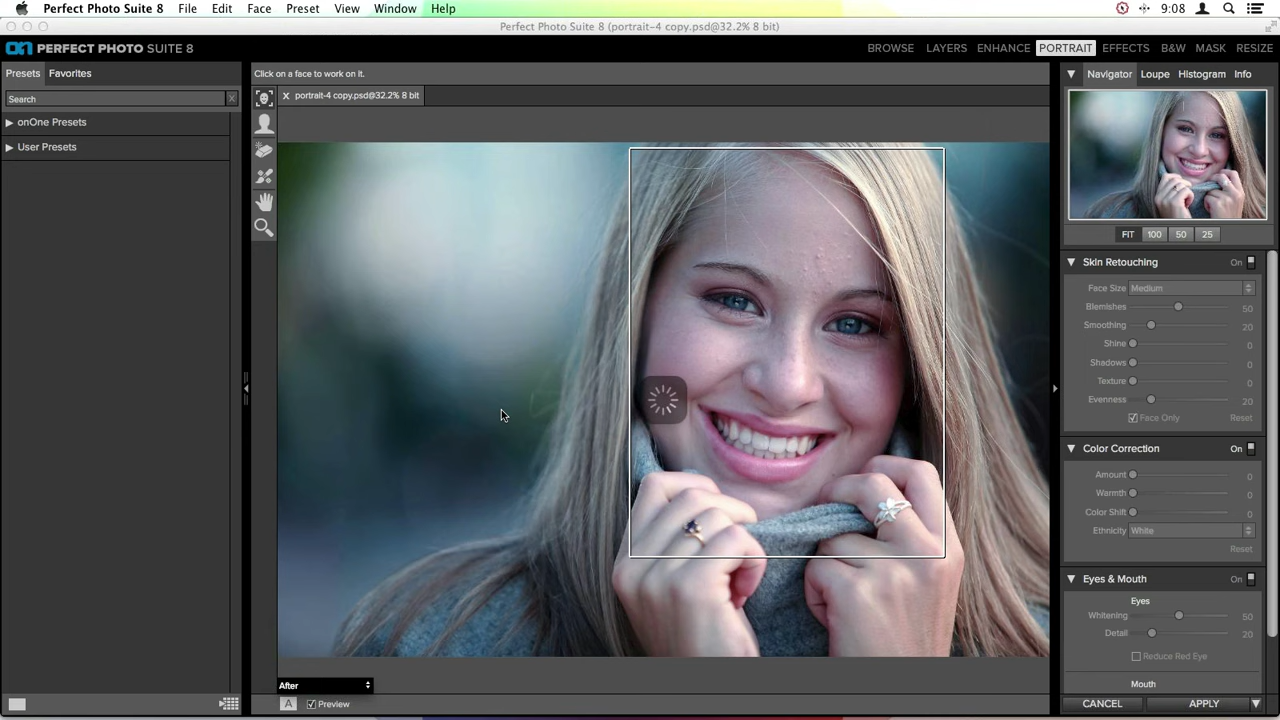 Perfect Photo Suite 8 File Edit Face Preset View Window Help 9:08
Perfect Photo Suite 8 (portrait-4 copy.psd@32.2% 8 bit)
on PERFECT PHOTO SUITE 8 BROWSE LAYERS ENHANCE PORTRAIT EFFECTS B&W MASK RESIZE
Presets Favorites
Search
onOne Presets
User Presets
Click on a face to work on it.
X portrait-4 copy.psd@32.2% 8 bit
After
A Preview
Navigator Loupe Histogram Info
FIT 100 50 25
Skin Retouching On
Face Size Medium
Blemishes 50
Smoothing 20
Shine 0
Shadows 0
Texture 0
Evenness 20
Face Only Reset
Color Correction On
Amount 0
Warmth 0
Color Shift 0
Ethnicity White
Reset
Eyes & Mouth On
Eyes
Whitening 50
Detail 20
Reduce Red Eye
Mouth
CANCEL APPLY